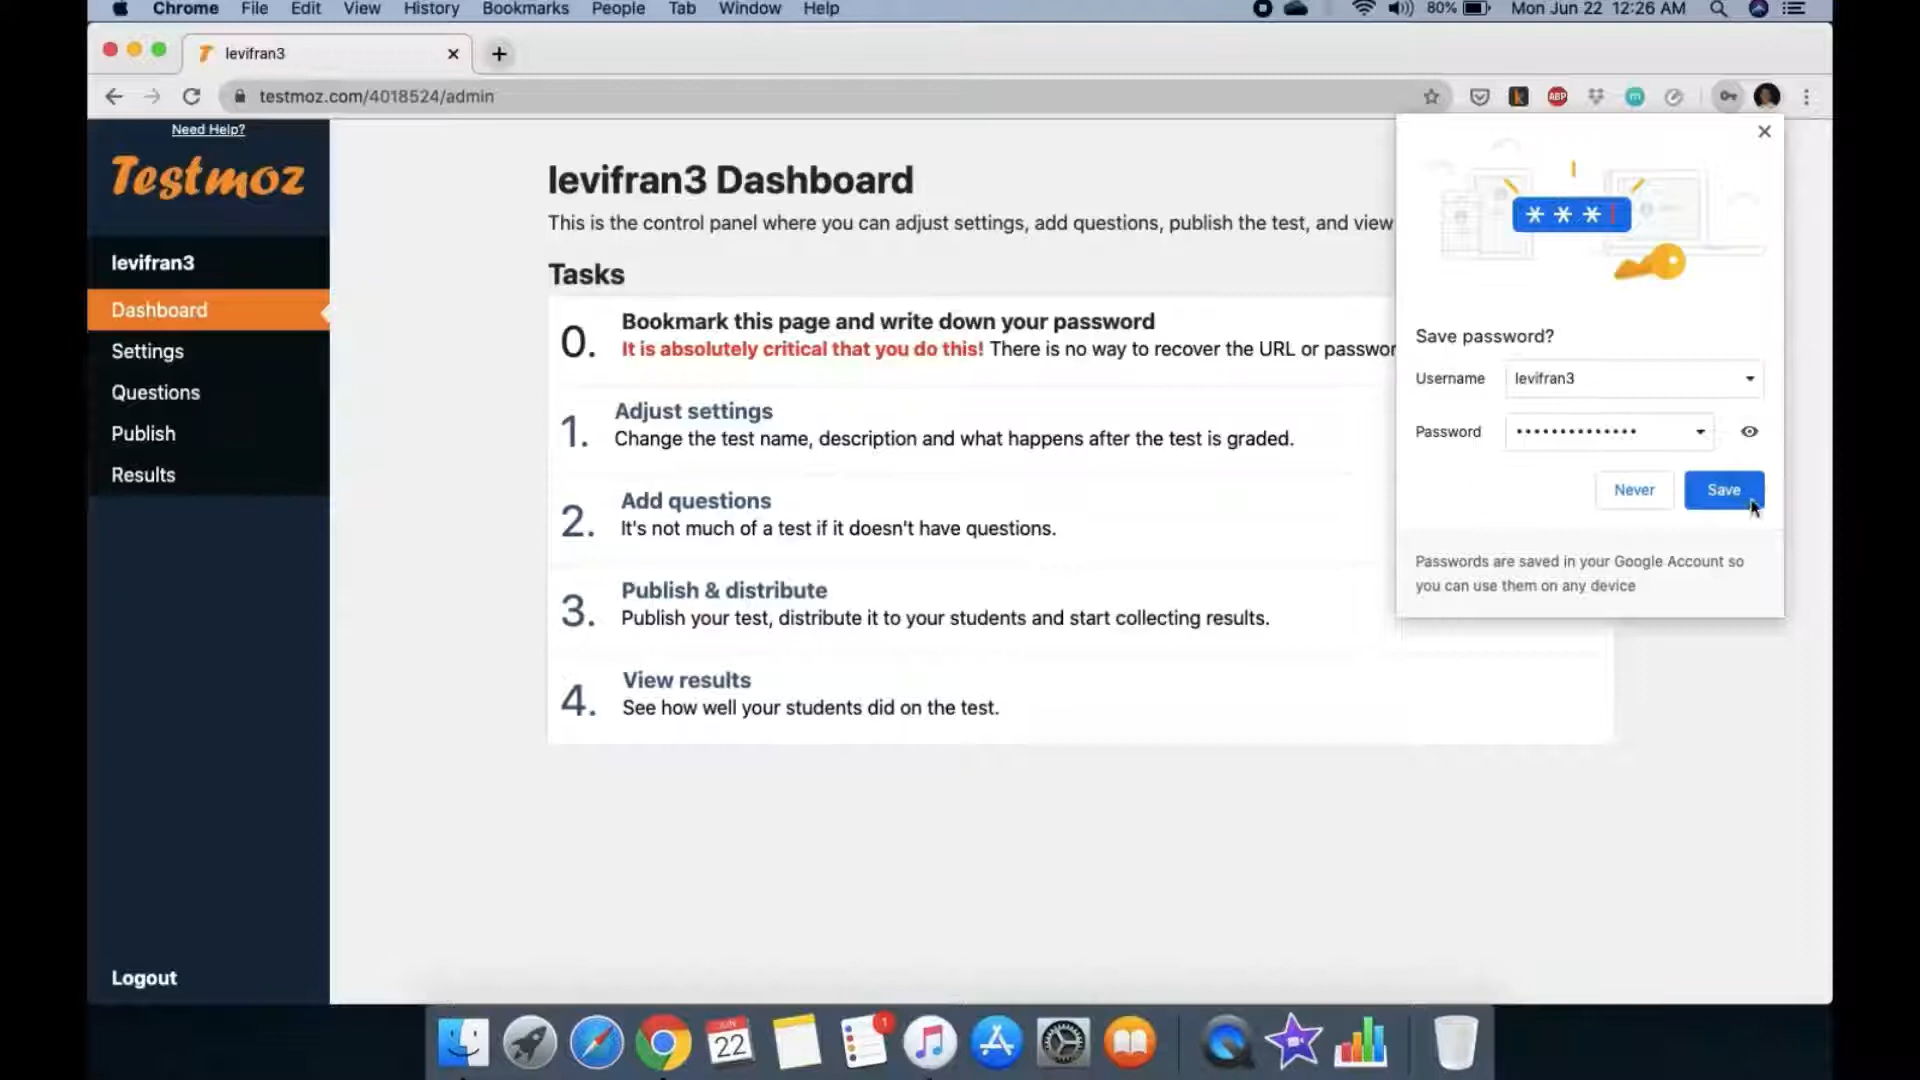 Chrome File Edit View History Bookmarks People Tab Window Help 80% Mon Jun 22 12:26 AM
levifran3
testmoz.com/4018524/admin
ABP
Need Help?
Testmoz
levifran3
Dashboard
Settings
Questions
Publish
Results
Logout
levifran3 Dashboard
This is the control panel where you can adjust settings, add questions, publish the test, and view
Tasks
0. Bookmark this page and write down your password
It is absolutely critical that you do this! There is no way to recover the URL or passwor
1. Adjust settings
Change the test name, description and what happens after the test is graded.
2. Add questions
It's not much of a test if it doesn't have questions.
3. Publish & distribute
Publish your test, distribute it to your students and start collecting results.
4. View results
See how well your students did on the test.
***
Save password?
Username levifran3
Password ••••••••••••••
Never Save
Passwords are saved in your Google Account so
you can use them on any device
JUN
22
1